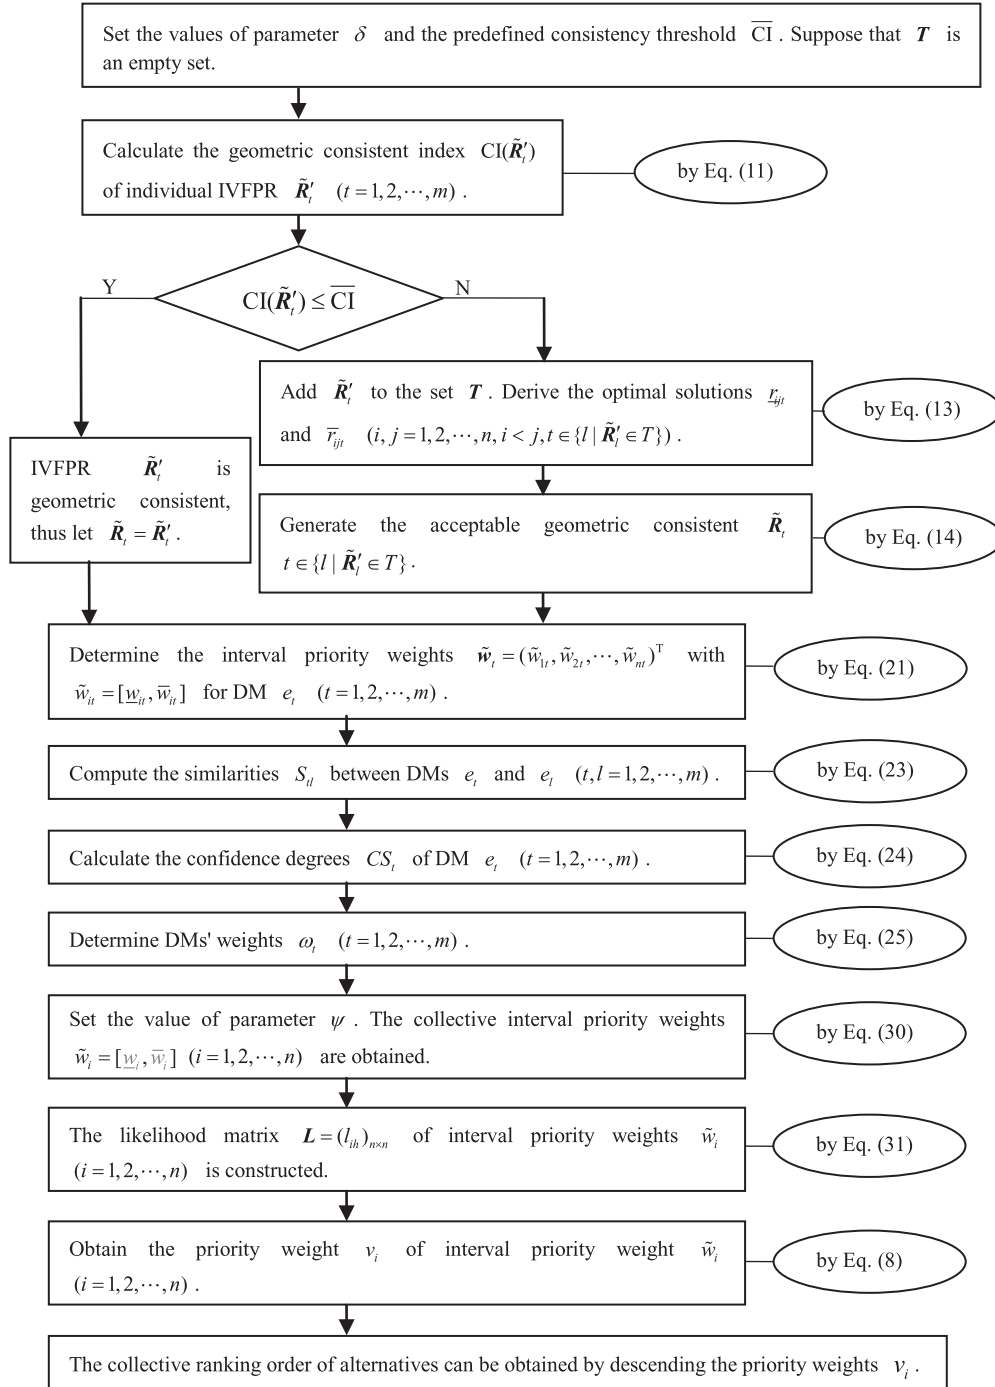 Set the values of parameter δ and the predefined consistency threshold C̅I̅ . Suppose that T is
an empty set.
Calculate the geometric consistent index CI(R̃′ₜ)
of individual IVFPR R̃′ₜ (t = 1, 2, ⋯, m) .
by Eq. (11)
CI(R̃′ₜ) ≤ C̅I̅
Y
N
Add R̃′ₜ to the set T . Derive the optimal solutions r̲ᵢⱼₜ
and r̅ᵢⱼₜ (i, j = 1, 2, ⋯, n, i < j, t ∈ {l | R̃′ₗ ∈ T}) .
by Eq. (13)
IVFPR R̃′ₜ is
geometric consistent,
thus let R̃ₜ = R̃′ₜ .
Generate the acceptable geometric consistent R̃ₜ
t ∈ {l | R̃′ₗ ∈ T} .
by Eq. (14)
Determine the interval priority weights w̃ₜ = (w̃₁ₜ, w̃₂ₜ, ⋯, w̃ₙₜ)ᵀ with
w̃ᵢₜ = [w̲ᵢₜ, w̅ᵢₜ] for DM eₜ (t = 1, 2, ⋯, m) .
by Eq. (21)
Compute the similarities Sₜₗ between DMs eₜ and eₗ (t, l = 1, 2, ⋯, m) .
by Eq. (23)
Calculate the confidence degrees CSₜ of DM eₜ (t = 1, 2, ⋯, m) .
by Eq. (24)
Determine DMs' weights ωₜ (t = 1, 2, ⋯, m) .
by Eq. (25)
Set the value of parameter ψ . The collective interval priority weights
w̃ᵢ = [w̲ᵢ, w̅ᵢ] (i = 1, 2, ⋯, n) are obtained.
by Eq. (30)
The likelihood matrix L = (lᵢₕ)ₙₓₙ of interval priority weights w̃ᵢ
(i = 1, 2, ⋯, n) is constructed.
by Eq. (31)
Obtain the priority weight vᵢ of interval priority weight w̃ᵢ
(i = 1, 2, ⋯, n) .
by Eq. (8)
The collective ranking order of alternatives can be obtained by descending the priority weights vᵢ .